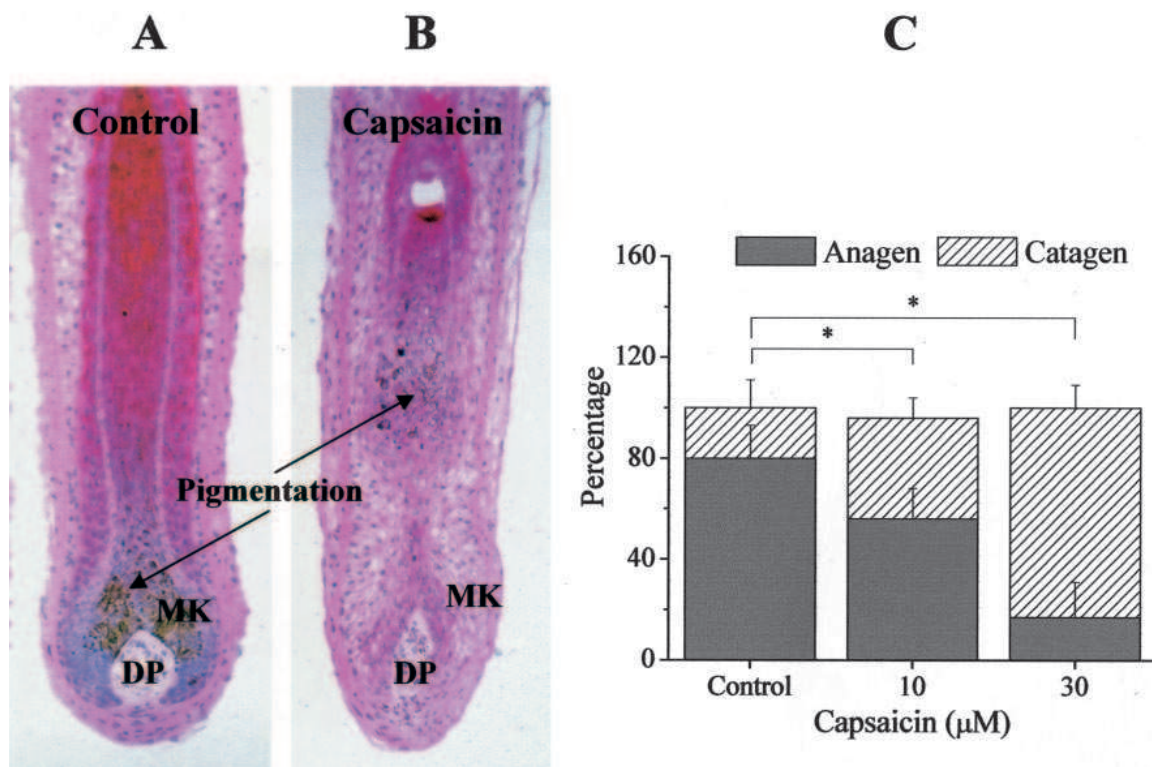 A
B
C
Control
Capsaicin
Pigmentation
MK
DP
MK
DP
Anagen
Catagen
160
120
80
40
0
*
*
Percentage
Control
10
30
Capsaicin (μM)